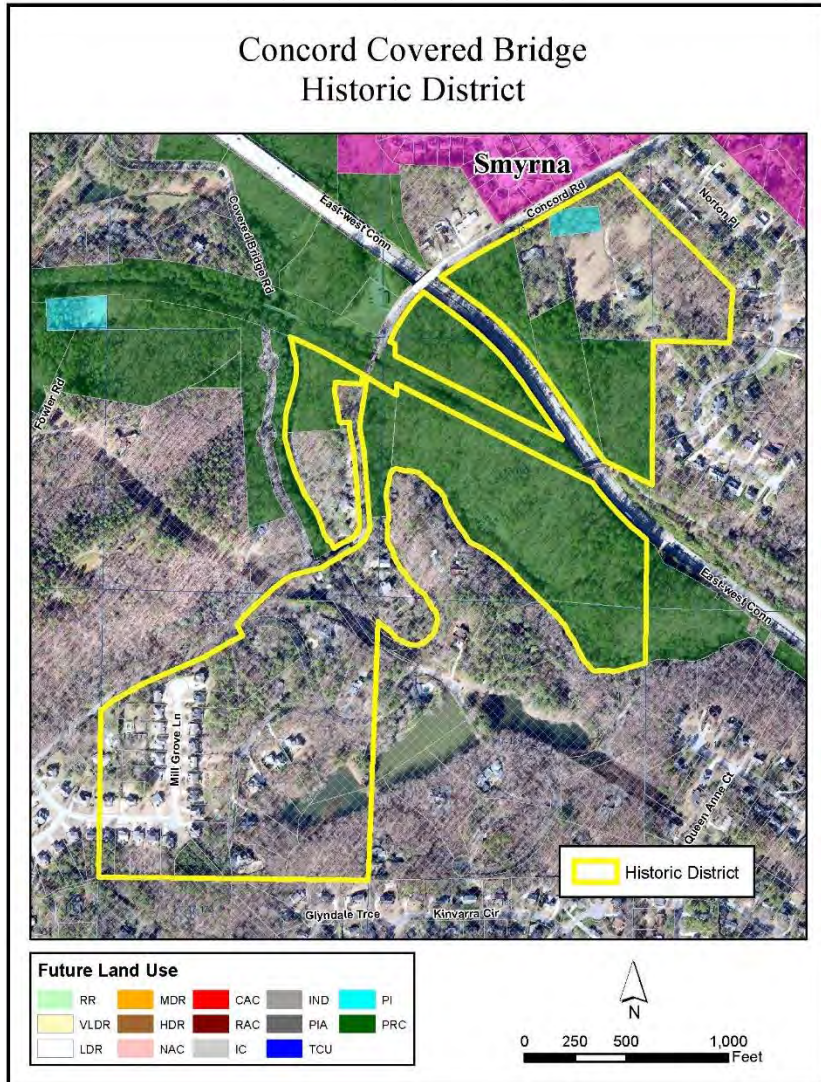 Concord Covered Bridge
Historic District
Smyrna
Concord Rd
Norton Pl
East-west Conn
Covered Bridge Rd
Fowler Rd
East-west Conn
Mill Grove Ln
Queen Anne Ct
Historic District
Glyndale Trce
Kinvarra Cir
Future Land Use
RR MDR CAC IND PI
VLDR HDR RAC PIA PRC
LDR NAC IC TCU
N
0 250 500 1,000
Feet